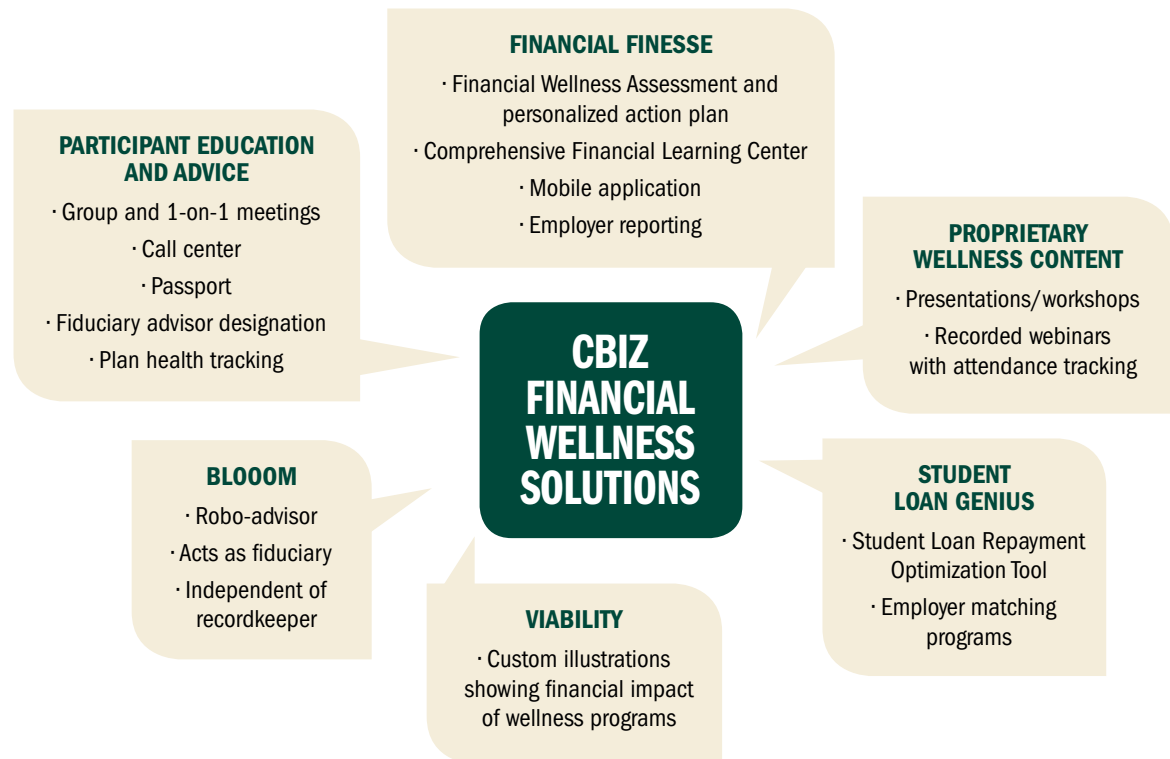 FINANCIAL FINESSE
· Financial Wellness Assessment and
personalized action plan
· Comprehensive Financial Learning Center
· Mobile application
· Employer reporting
PARTICIPANT EDUCATION
AND ADVICE
· Group and 1-on-1 meetings
· Call center
· Passport
· Fiduciary advisor designation
· Plan health tracking
PROPRIETARY
WELLNESS CONTENT
· Presentations/workshops
· Recorded webinars
with attendance tracking
CBIZ
FINANCIAL
WELLNESS
SOLUTIONS
BLOOOM
· Robo-advisor
· Acts as fiduciary
· Independent of
recordkeeper
STUDENT
LOAN GENIUS
· Student Loan Repayment
Optimization Tool
· Employer matching
programs
VIABILITY
· Custom illustrations
showing financial impact
of wellness programs